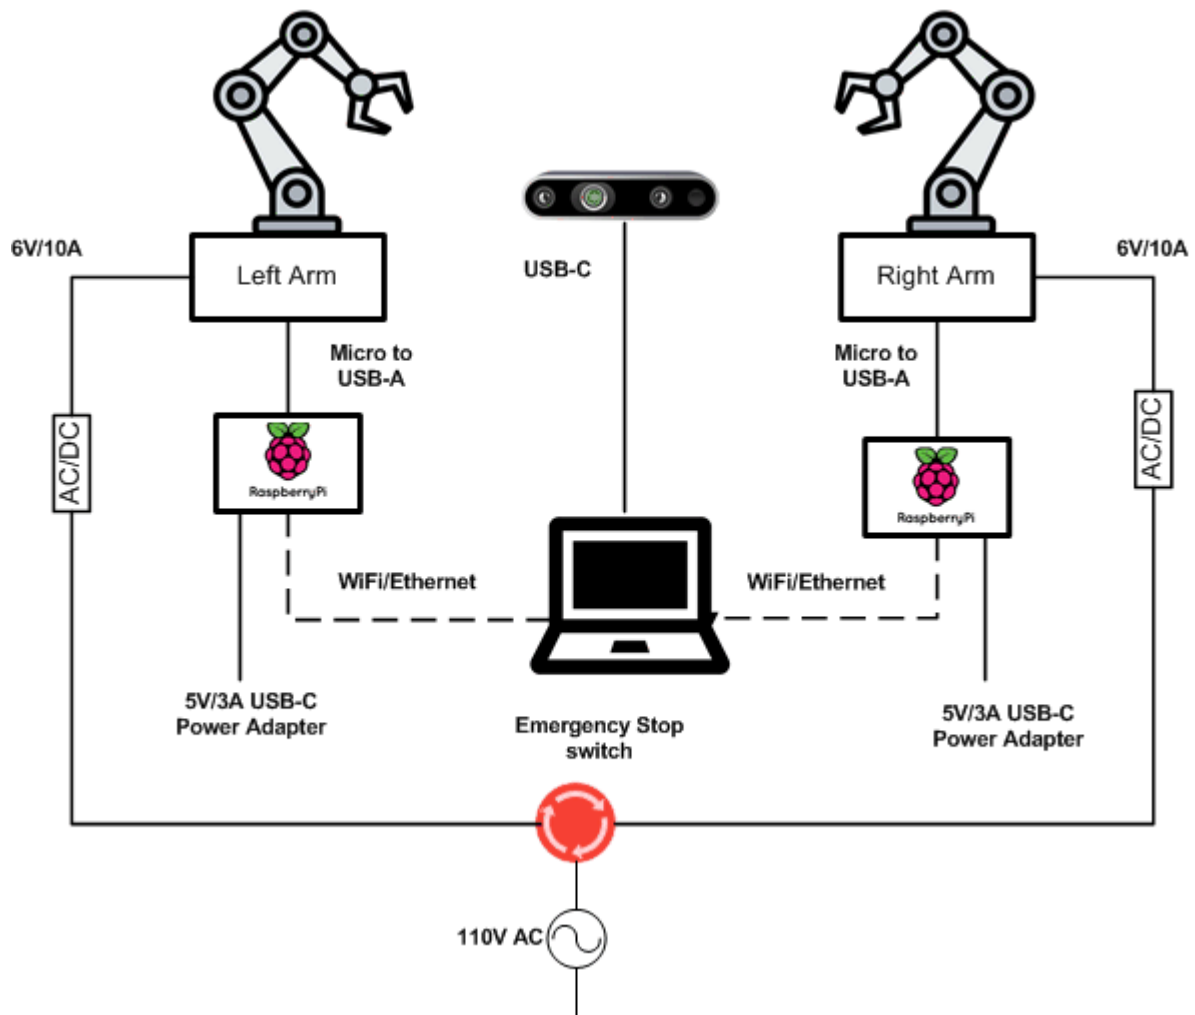 6V/10A
6V/10A
USB-C
Left Arm
Right Arm
Micro to
USB-A
Micro to
USB-A
AC/DC
AC/DC
RaspberryPi
RaspberryPi
WiFi/Ethernet
WiFi/Ethernet
5V/3A USB-C
Power Adapter
Emergency Stop
switch
5V/3A USB-C
Power Adapter
110V AC